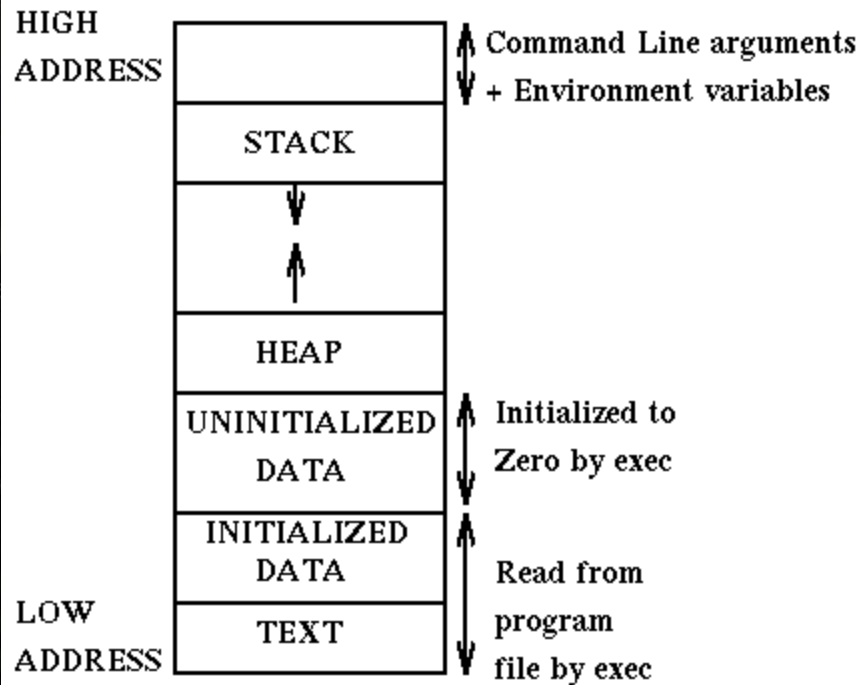 HIGH
ADDRESS
Command Line arguments
+ Environment variables
STACK
HEAP
UNINITIALIZED
DATA
Initialized to
Zero by exec
INITIALIZED
DATA
Read from
program
file by exec
LOW
ADDRESS
TEXT